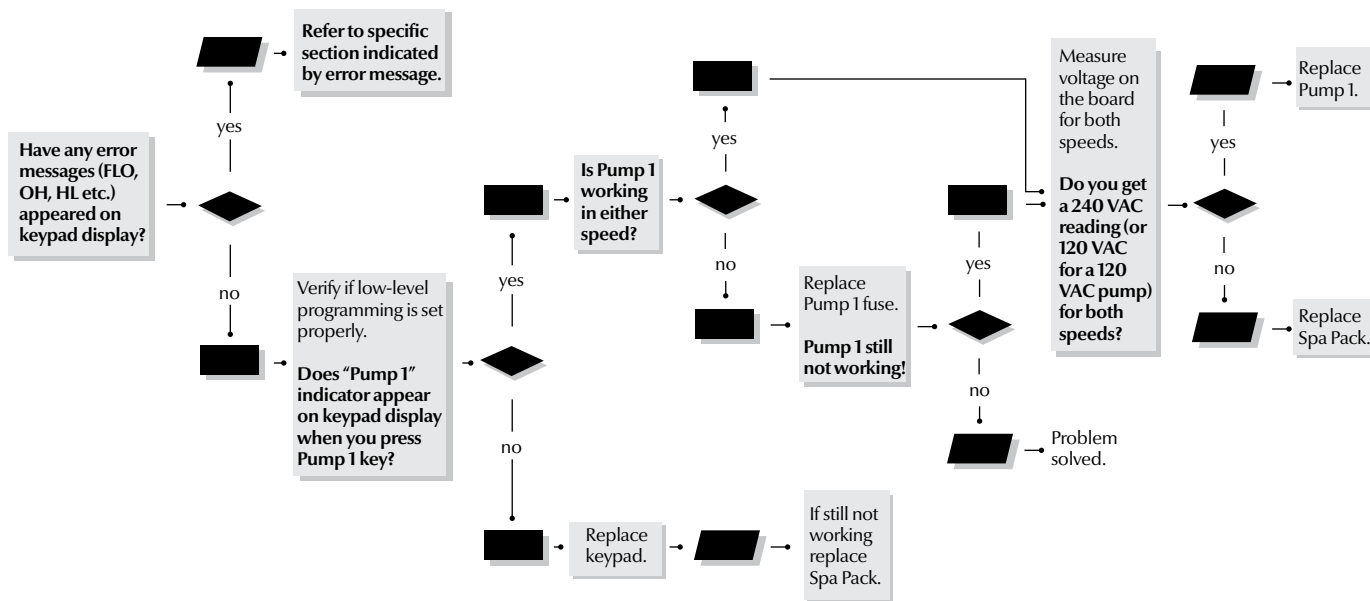 Have any error
messages (FLO,
OH, HL etc.)
appeared on
keypad display?
yes
Refer to specific
section indicated
by error message.
no
Verify if low-level
programming is set
properly.
Does “Pump 1”
indicator appear
on keypad display
when you press
Pump 1 key?
yes
Is Pump 1
working
in either
speed?
yes
no
Replace
Pump 1 fuse.
Pump 1 still
not working!
yes
Measure
voltage on
the board
for both
speeds.
Do you get
a 240 VAC
reading (or
120 VAC
for a 120
VAC pump)
for both
speeds?
yes
Replace
Pump 1.
no
Replace
Spa Pack.
no
Problem
solved.
no
Replace
keypad.
If still not
working
replace
Spa Pack.